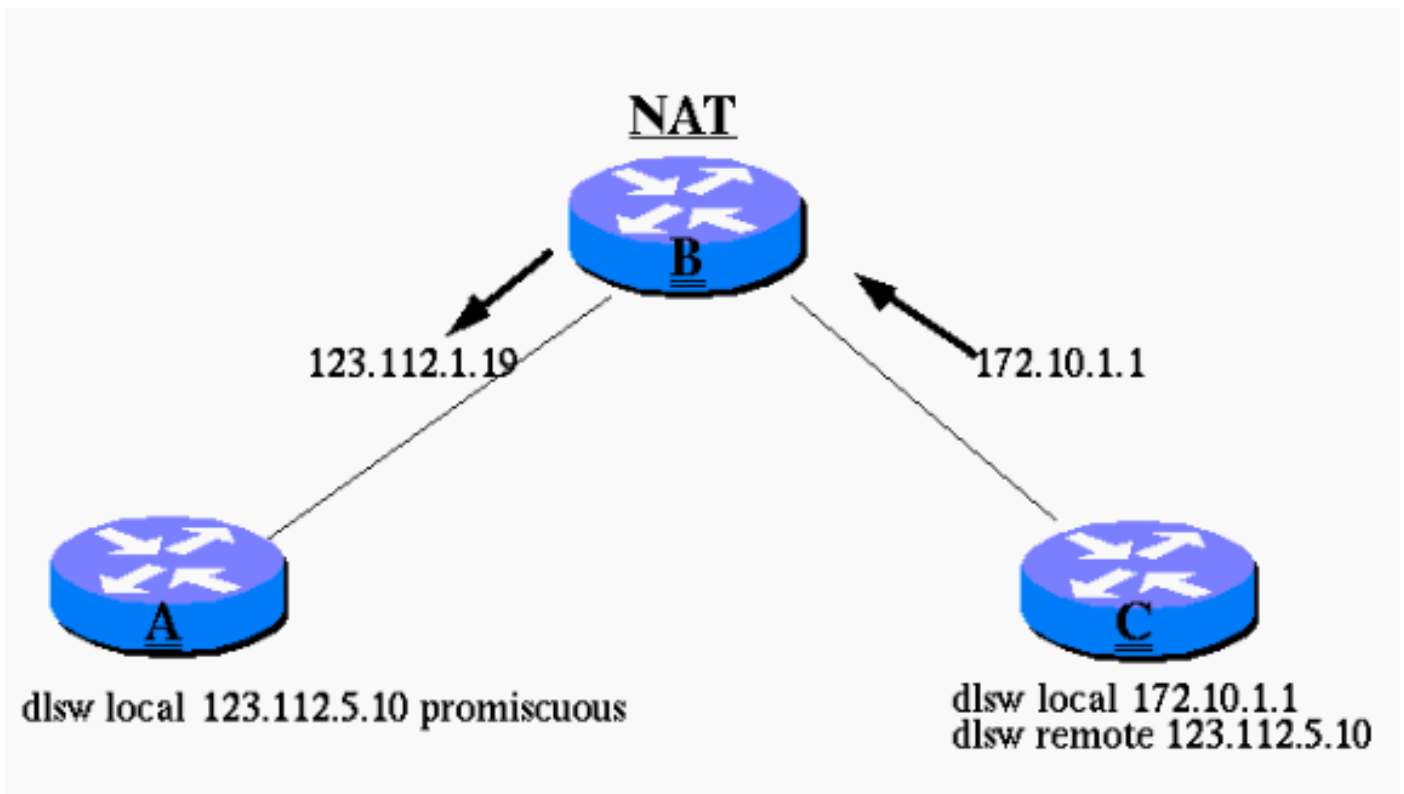 NAT
B
123.112.1.19
172.10.1.1
A
C
dlsw local 123.112.5.10 promiscuous
dlsw local 172.10.1.1
dlsw remote 123.112.5.10